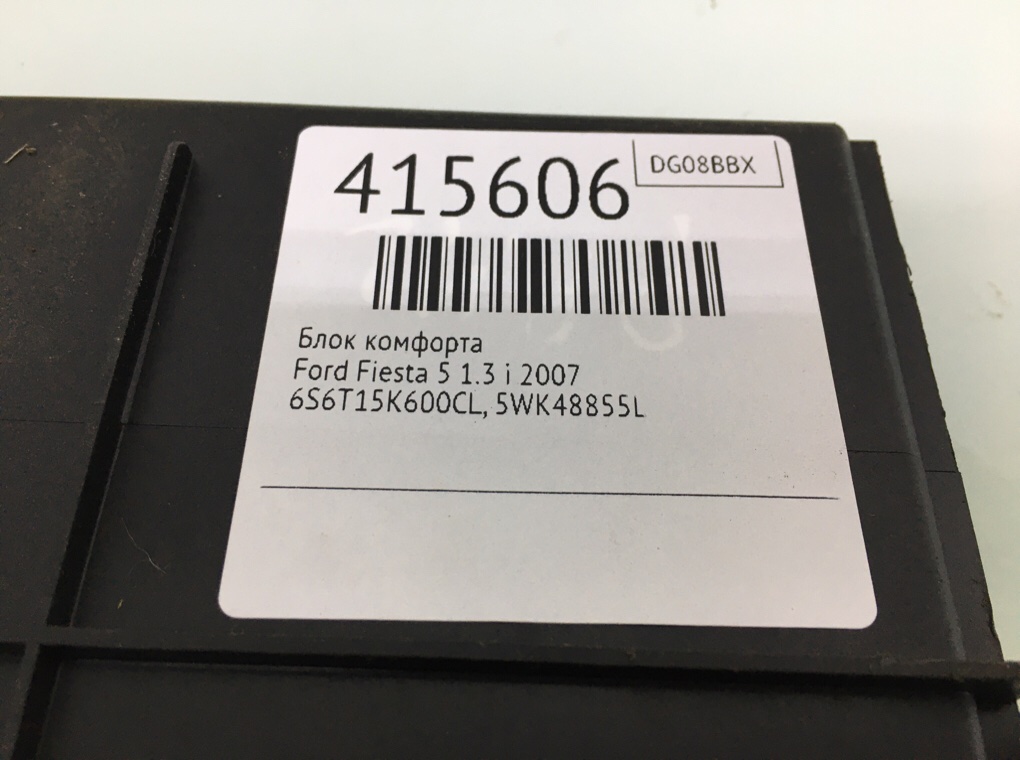 415606
DG08BBX
Блок комфорта
Ford Fiesta 5 1.3 i 2007
6S6T15K600CL, 5WK48855L